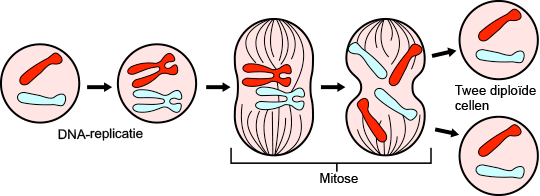 DNA-replicatie
Mitose
Twee diploïde
cellen